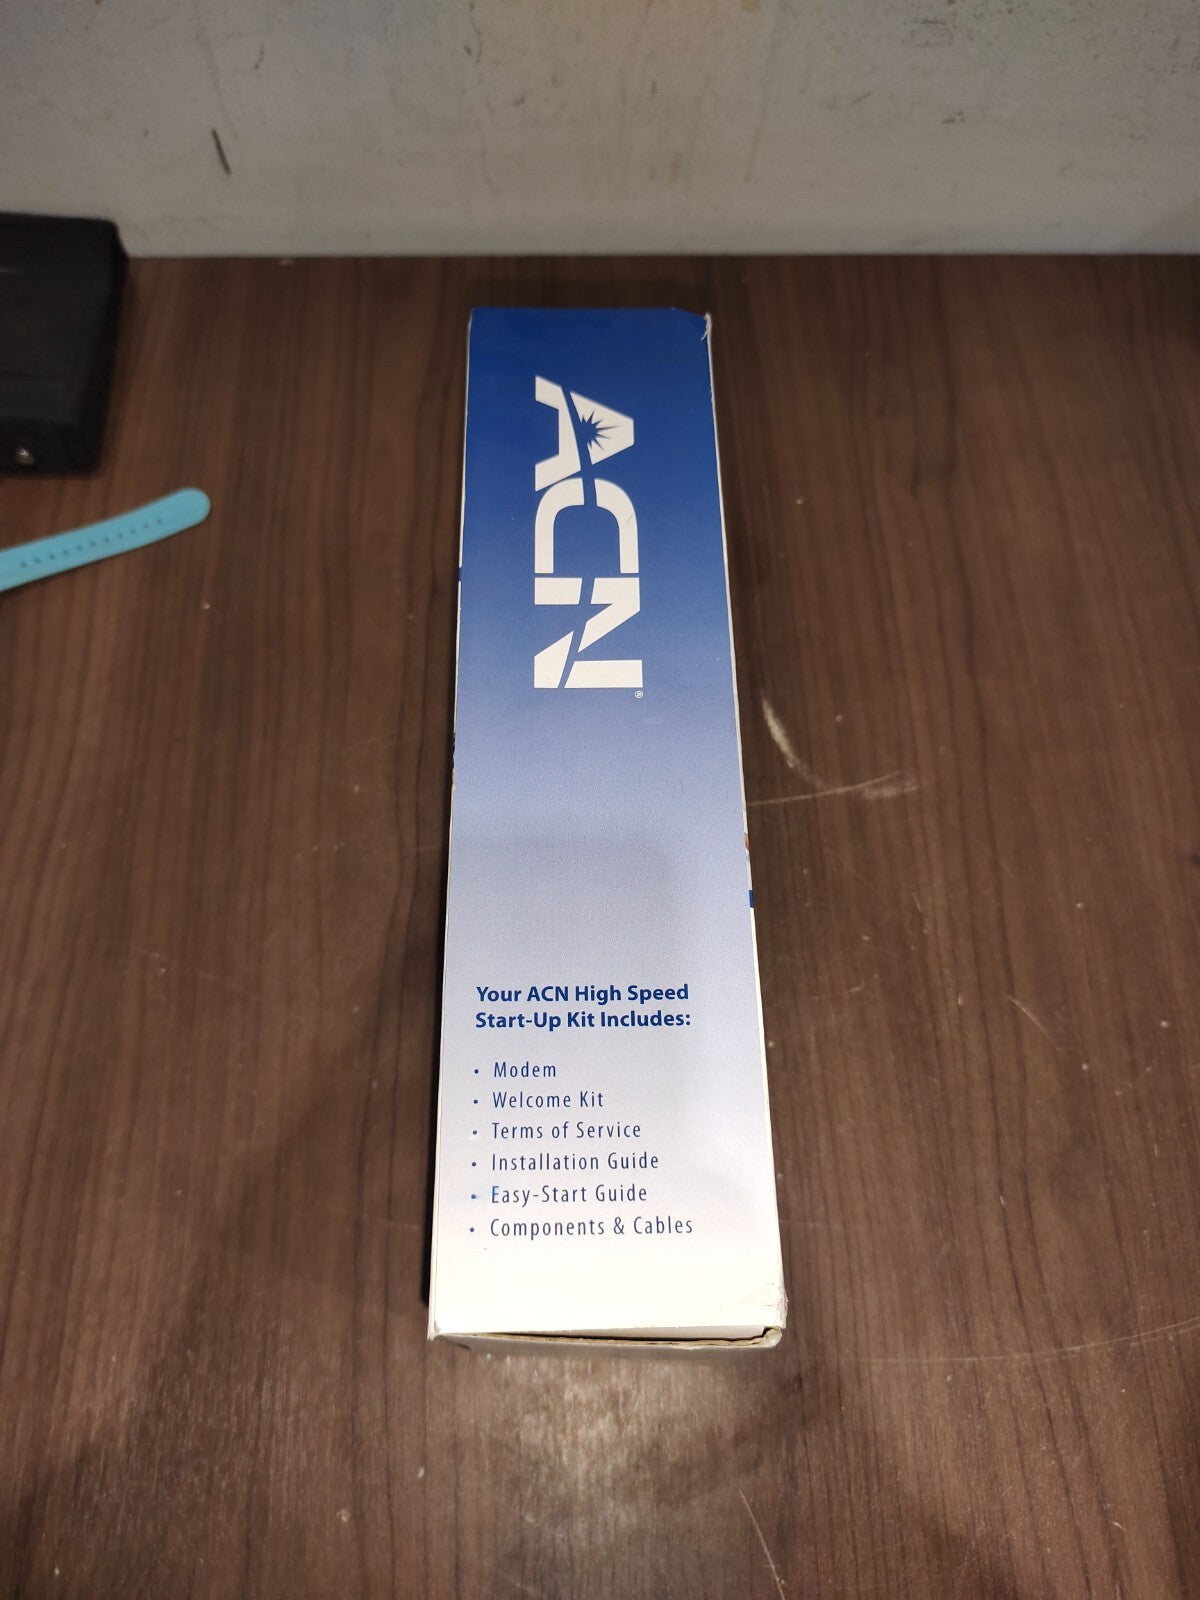 ACN
®
Your ACN High Speed
Start-Up Kit Includes:
• Modem
• Welcome Kit
• Terms of Service
• Installation Guide
• Easy-Start Guide
• Components & Cables